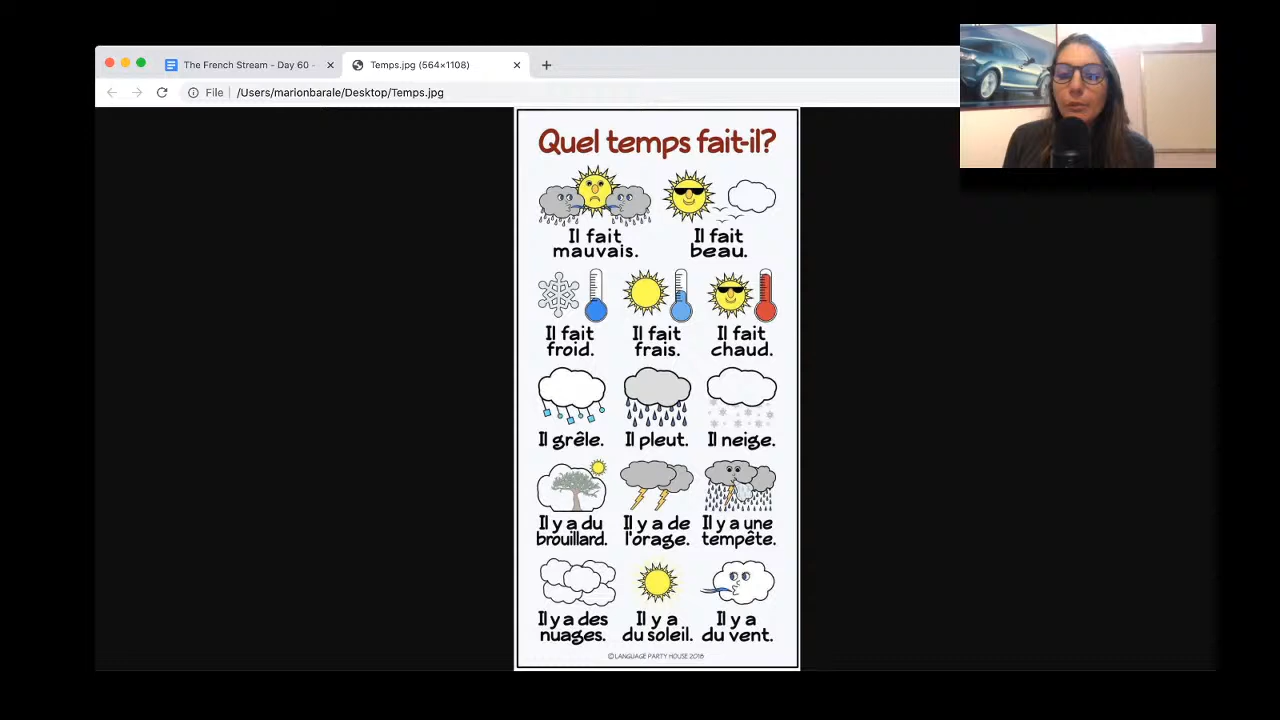 The French Stream - Day 60 -
Temps.jpg (564×1108)
File
/Users/marionbarale/Desktop/Temps.jpg
Quel temps fait-il?
Il fait
mauvais.
Il fait
beau.
Il fait
froid.
Il fait
frais.
Il fait
chaud.
Il grêle.
Il pleut.
Il neige.
Il y a du
brouillard.
Il y a de
l'orage.
Il y a une
tempête.
Il y a des
nuages.
Il y a
du soleil.
Il y a
du vent.
©LANGUAGE PARTY HOUSE 2018